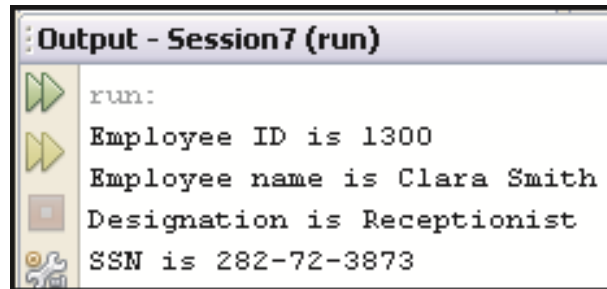 Output - Session7 (run)
run:
Employee ID is 1300
Employee name is Clara Smith
Designation is Receptionist
SSN is 282-72-3873